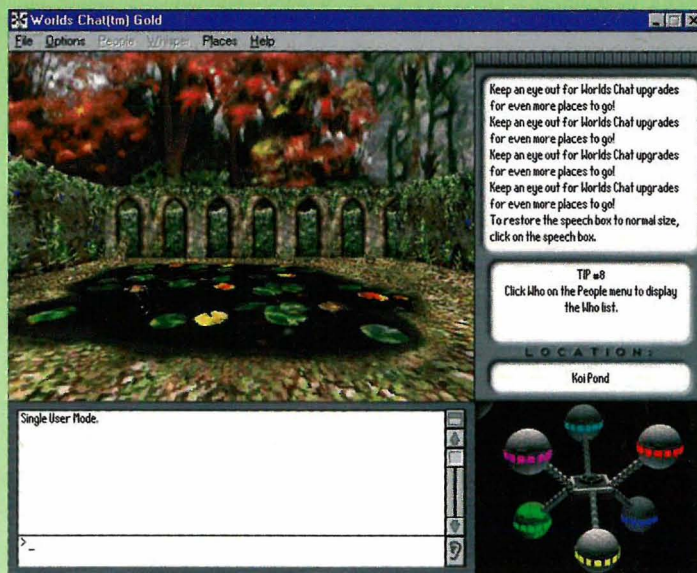 Worlds Chat(tm) Gold
File Options People Whisper Places Help
Keep an eye out for Worlds Chat upgrades
for even more places to go!
Keep an eye out for Worlds Chat upgrades
for even more places to go!
Keep an eye out for Worlds Chat upgrades
for even more places to go!
Keep an eye out for Worlds Chat upgrades
for even more places to go!
To restore the speech box to normal size,
click on the speech box.
TIP #8
Click Who on the People menu to display
the Who list.
LOCATION:
Koi Pond
Single User Mode.
>_